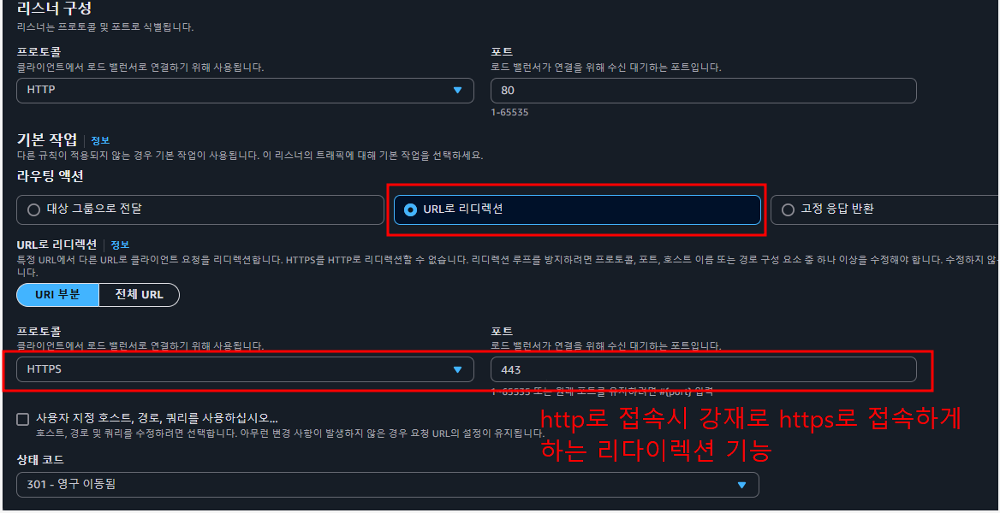 리스너 구성
리스너는 프로토콜 및 포트로 식별됩니다.
프로토콜
클라이언트에서 로드 밸런서로 연결하기 위해 사용됩니다.
HTTP
포트
로드 밸런서가 연결을 위해 수신 대기하는 포트입니다.
80
1-65535
기본 작업 정보
다른 규칙이 적용되지 않는 경우 기본 작업이 사용됩니다. 이 리스너의 트래픽에 대해 기본 작업을 선택하세요.
라우팅 액션
대상 그룹으로 전달
URL로 리디렉션
고정 응답 반환
URL로 리디렉션 정보
특정 URL에서 다른 URL로 클라이언트 요청을 리디렉션합니다. HTTPS를 HTTP로 리디렉션할 수 없습니다. 리디렉션 루프를 방지하려면 프로토콜, 포트, 호스트 이름 또는 경로 구성 요소 중 하나 이상을 수정해야 합니다. 수정하지 않
니다.
URI 부분
전체 URL
프로토콜
클라이언트에서 로드 밸런서로 연결하기 위해 사용됩니다.
HTTPS
포트
로드 밸런서가 연결을 위해 수신 대기하는 포트입니다.
443
1-65535 또는 원래 포트를 유지하려면 #{port} 입력
사용자 지정 호스트, 경로, 쿼리를 사용하십시오...
호스트, 경로 및 쿼리를 수정하려면 선택합니다. 아무런 변경 사항이 발생하지 않은 경우 요청 URL의 설정이 유지됩니다.
http로 접속시 강재로 https로 접속하게
하는 리다이렉션 기능
상태 코드
301 - 영구 이동됨